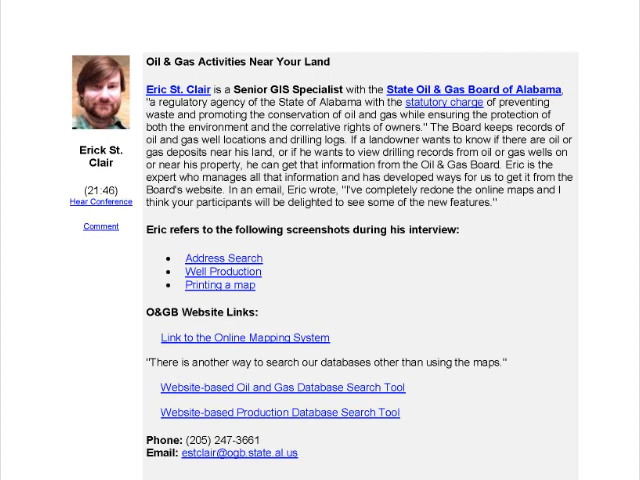 Erick St.
Clair
(21:46)
Hear Conference
Comment
Oil & Gas Activities Near Your Land
Eric St. Clair is a Senior GIS Specialist with the State Oil & Gas Board of Alabama,
"a regulatory agency of the State of Alabama with the statutory charge of preventing
waste and promoting the conservation of oil and gas while ensuring the protection of
both the environment and the correlative rights of owners." The Board keeps records of
oil and gas well locations and drilling logs. If a landowner wants to know if there are oil or
gas deposits near his land, or if he wants to view drilling records from oil or gas wells on
or near his property, he can get that information from the Oil & Gas Board. Eric is the
expert who manages all that information and has developed ways for us to get it from the
Board's website. In an email, Eric wrote, "I've completely redone the online maps and I
think your participants will be delighted to see some of the new features."
Eric refers to the following screenshots during his interview:
• Address Search
• Well Production
• Printing a map
O&GB Website Links:
Link to the Online Mapping System
"There is another way to search our databases other than using the maps."
Website-based Oil and Gas Database Search Tool
Website-based Production Database Search Tool
Phone: (205) 247-3661
Email: estclair@ogb.state.al.us